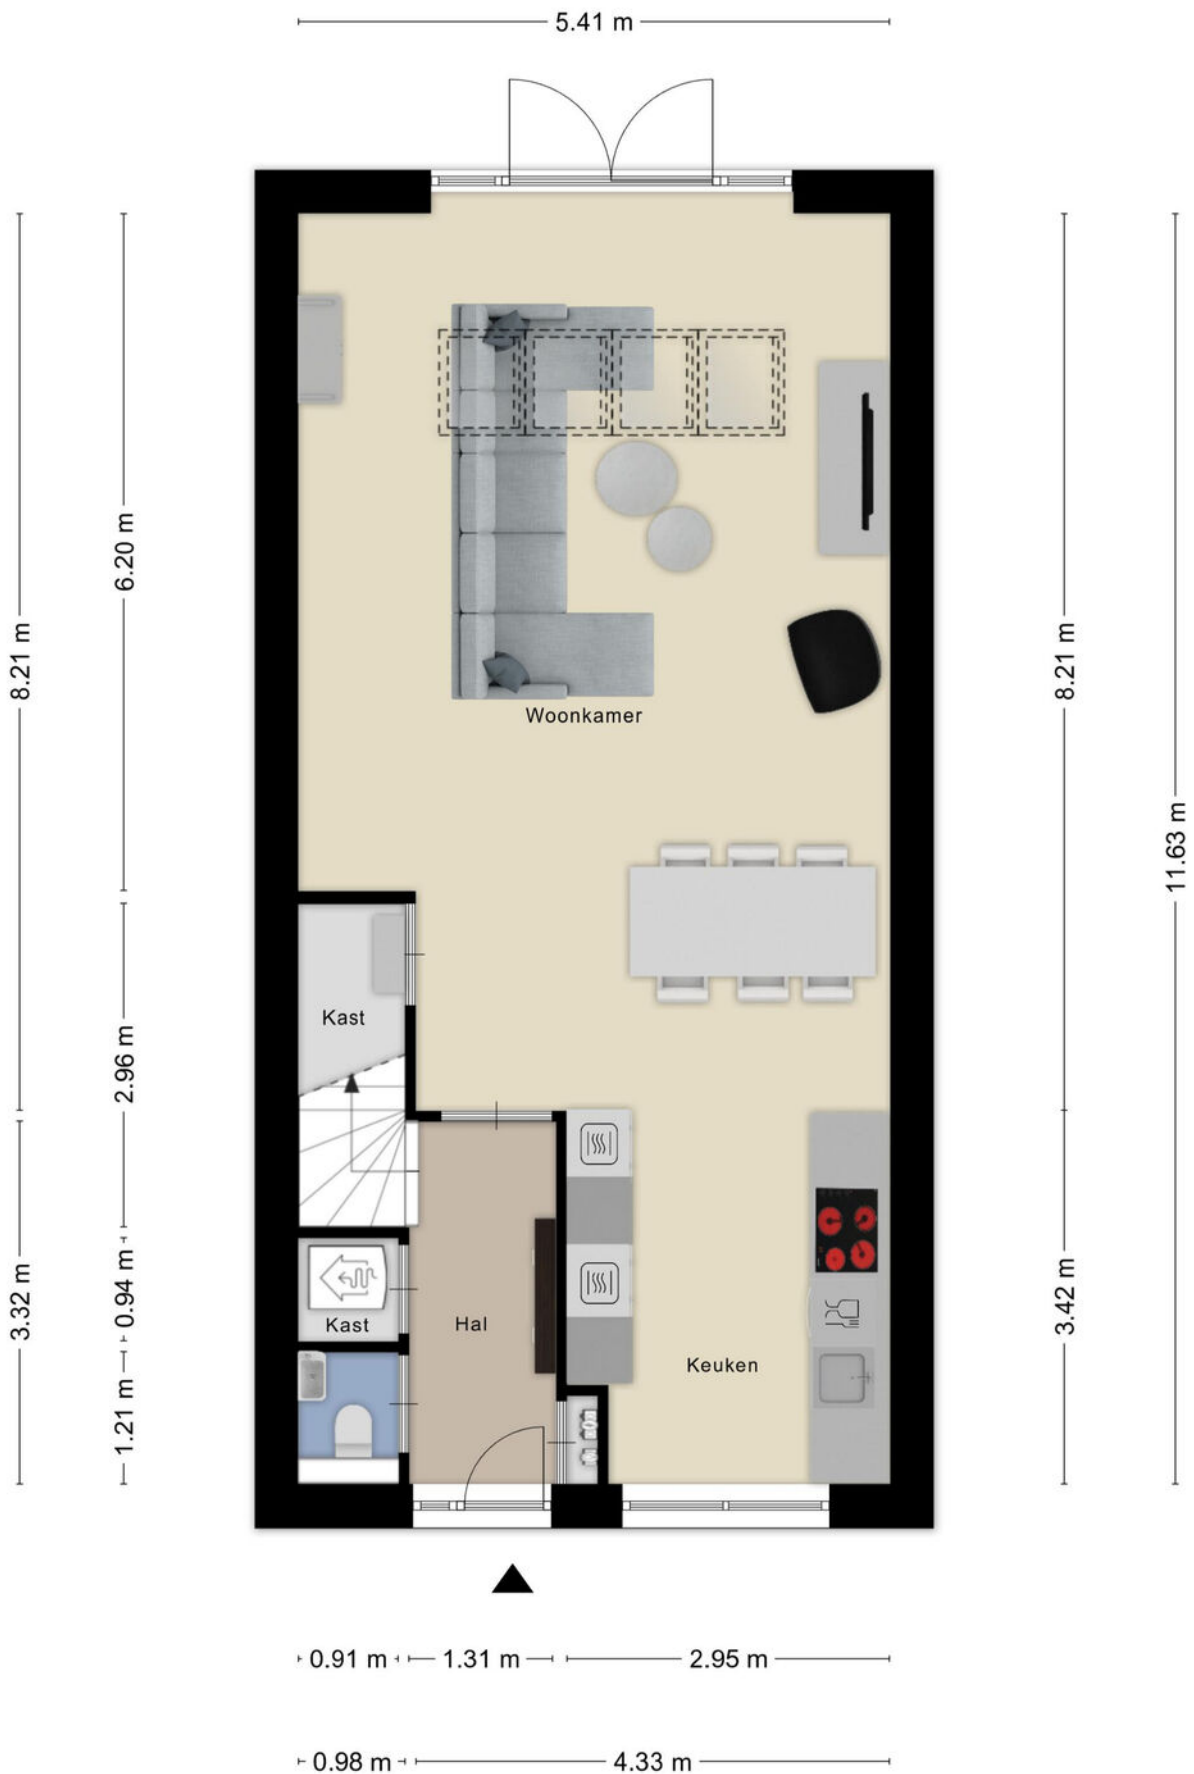 5.41 m
8.21 m
6.20 m
Woonkamer
8.21 m
11.63 m
Kast
2.96 m
3.32 m
0.94 m
Kast
Hal
Keuken
3.42 m
1.21 m
0.91 m
1.31 m
2.95 m
0.98 m
4.33 m